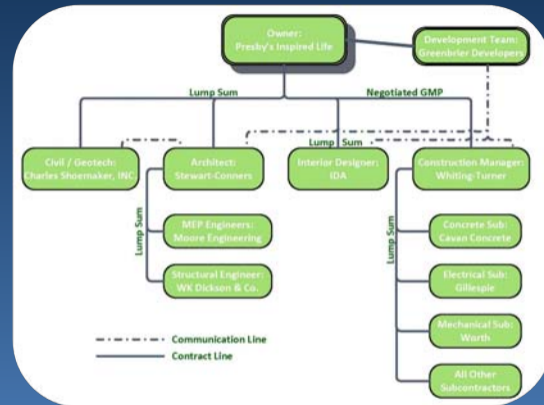 Owner:
Presby's Inspired Life
Development Team:
Greenbrier Developers
Lump Sum
Negotiated GMP
Lump Sum
Civil / Geotech:
Charles Shoemaker, INC.
Architect:
Stewart-Conners
Interior Designer:
IDA
Construction Manager:
Whiting-Turner
Lump Sum
MEP Engineers:
Moore Engineering
Structural Engineer:
WK Dickson & Co.
Lump Sum
Concrete Sub:
Cavan Concrete
Electrical Sub:
Gillespie
Mechanical Sub:
Worth
All Other
Subcontractors
Communication Line
Contract Line